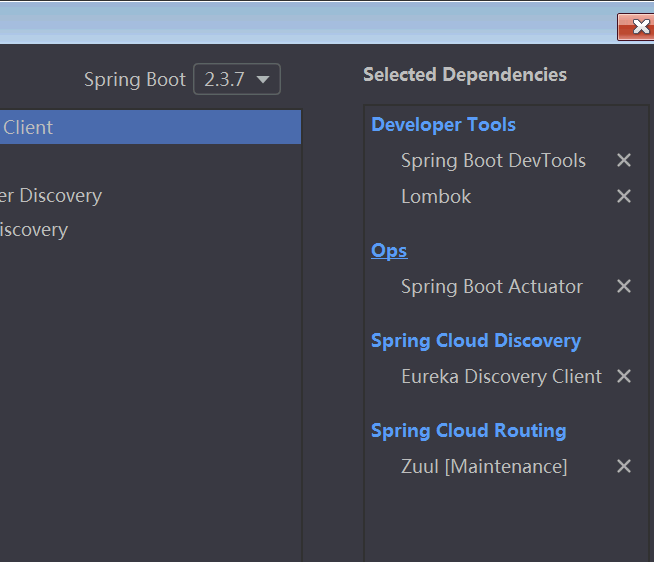 Spring Boot 2.3.7
Client
er Discovery
iscovery
Selected Dependencies
Developer Tools
Spring Boot DevTools
Lombok
Ops
Spring Boot Actuator
Spring Cloud Discovery
Eureka Discovery Client
Spring Cloud Routing
Zuul [Maintenance]